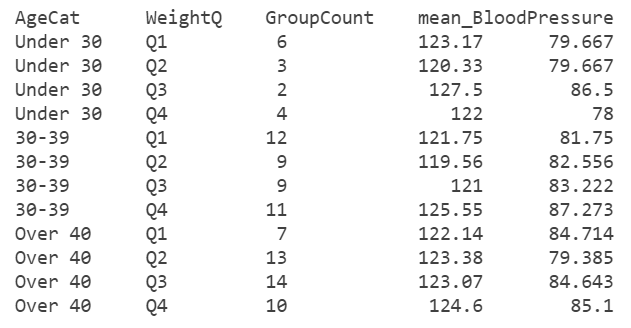 AgeCat WeightQ GroupCount mean_BloodPressure
Under 30 Q1 6 123.17 79.667
Under 30 Q2 3 120.33 79.667
Under 30 Q3 2 127.5 86.5
Under 30 Q4 4 122 78
30-39 Q1 12 121.75 81.75
30-39 Q2 9 119.56 82.556
30-39 Q3 9 121 83.222
30-39 Q4 11 125.55 87.273
Over 40 Q1 7 122.14 84.714
Over 40 Q2 13 123.38 79.385
Over 40 Q3 14 123.07 84.643
Over 40 Q4 10 124.6 85.1